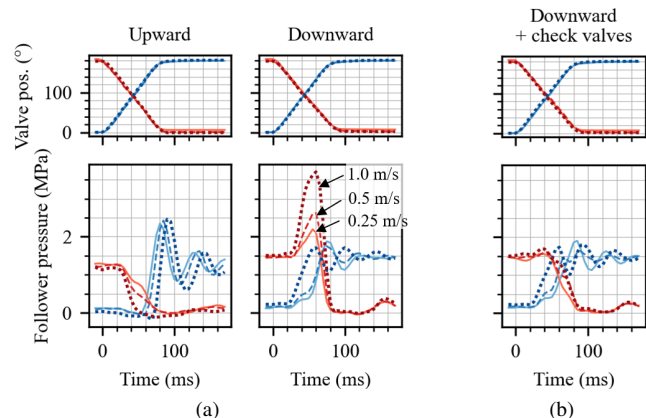 Upward
Downward
Downward
+ check valves
Valve pos. (°)
100
0
Follower pressure (MPa)
2
0
1.0 m/s
0.5 m/s
0.25 m/s
0
100
0
100
0
100
Time (ms)
Time (ms)
Time (ms)
(a)
(b)